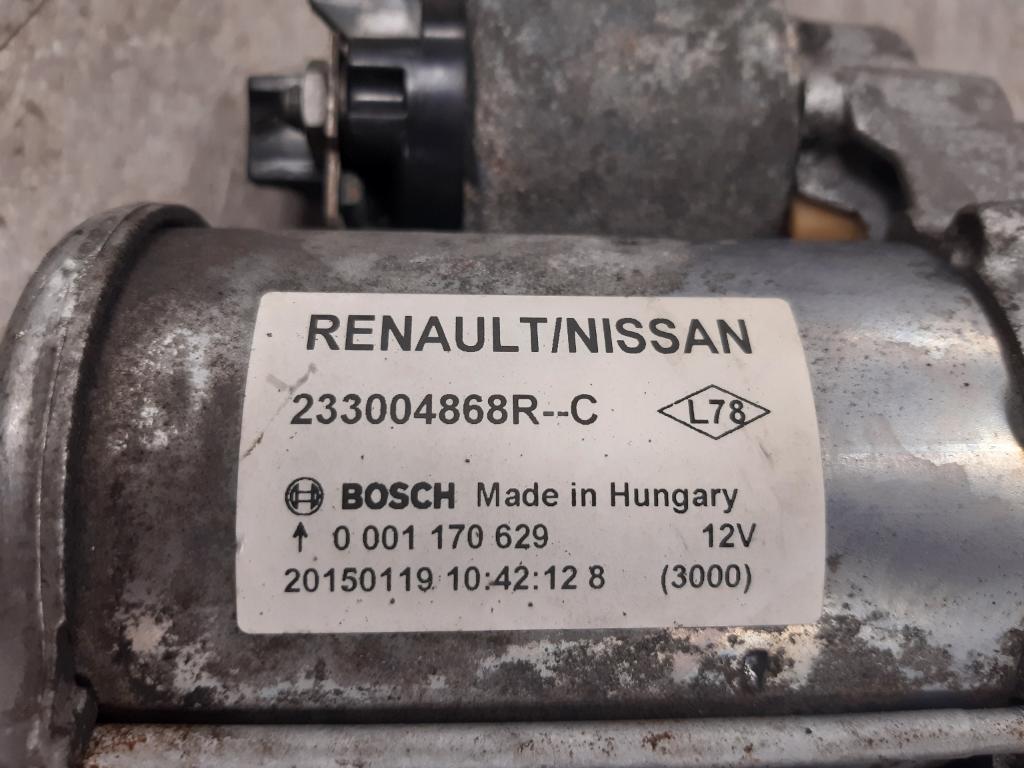 RENAULT/NISSAN
233004868R--C L78
BOSCH Made in Hungary
0 001 170 629 12V
20150119 10:42:12 8 (3000)